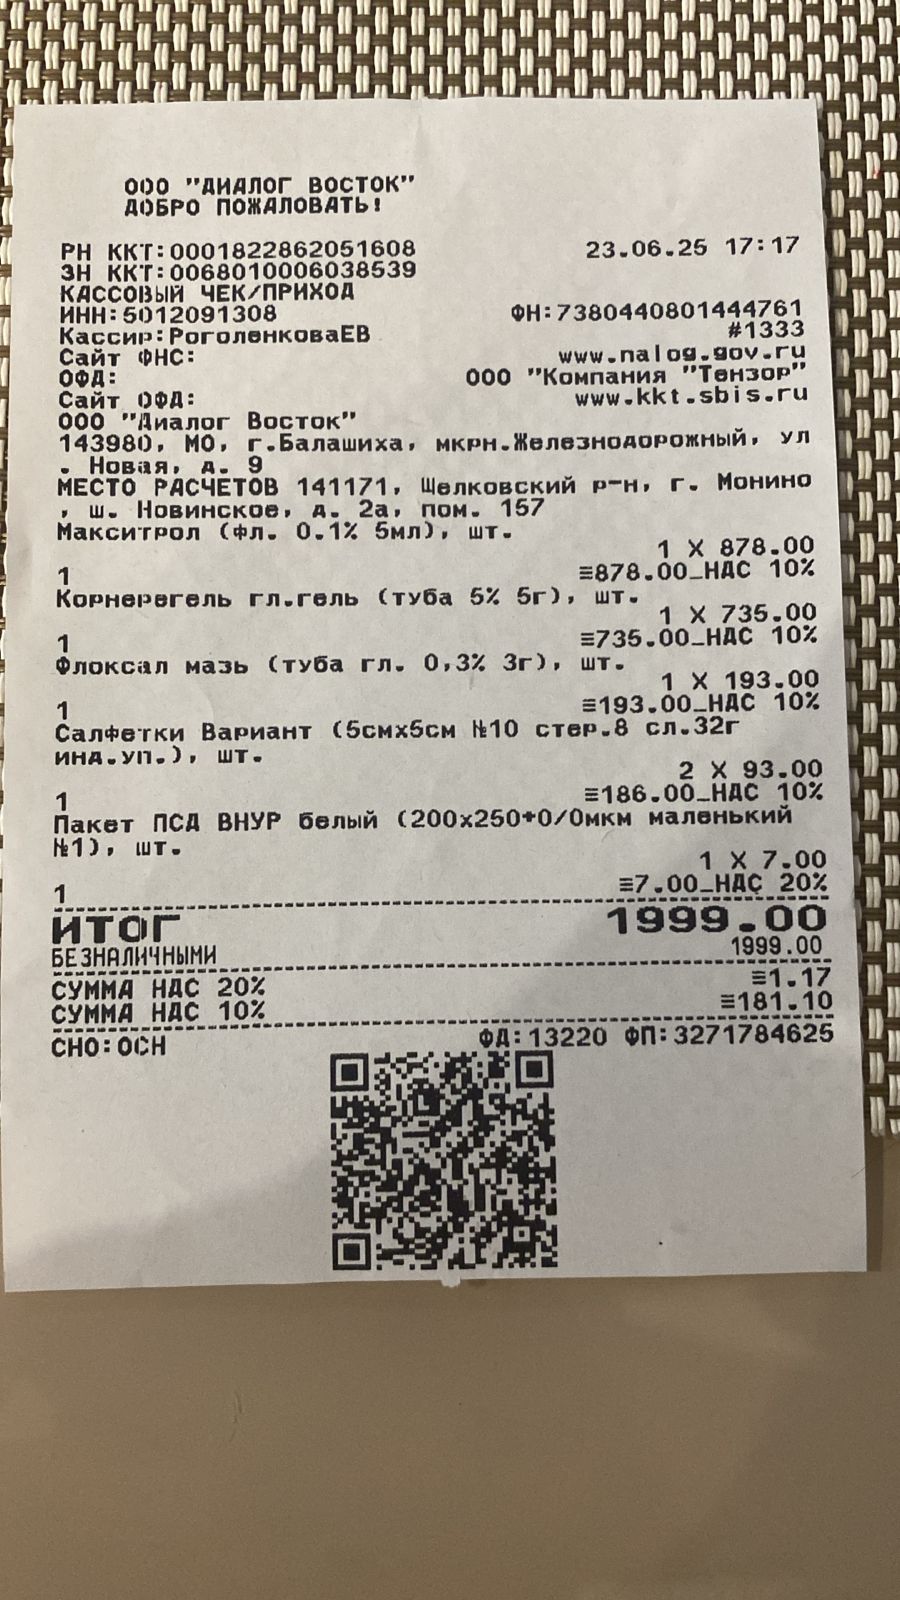 ООО "ДИАЛОГ ВОСТОК"
ДОБРО ПОЖАЛОВАТЬ!
РН ККТ:0001822862051608 23.06.25 17:17
ЗН ККТ:0068010006038539
КАССОВЫЙ ЧЕК/ПРИХОД
ИНН:5012091308 ФН:7380440801444761
Кассир:РоголенковаЕВ #1333
Сайт ФНС: www.nalog.gov.ru
ОФД: ООО "Компания "Тензор"
Сайт ОФД: www.kkt.sbis.ru
ООО "Диалог Восток"
143980, МО, г.Балашиха, мкрн.Железнодорожный, ул
. Новая, д. 9
МЕСТО РАСЧЕТОВ 141171, Щелковский р-н, г. Монино
, ш. Новинское, д. 2а, пом. 157
Макситрол (фл. 0.1% 5мл), шт.
1 X 878.00
1 ≡878.00_НДС 10%
Корнерегель гл.гель (туба 5% 5г), шт.
1 X 735.00
1 ≡735.00_НДС 10%
Флоксал мазь (туба гл. 0,3% 3г), шт.
1 X 193.00
1 ≡193.00_НДС 10%
Салфетки Вариант (5смх5см №10 стер.8 сл.32г
инд.уп.), шт.
2 X 93.00
1 ≡186.00_НДС 10%
Пакет ПСД ВНУР белый (200х250+0/0мкм маленький
№1), шт.
1 X 7.00
1 ≡7.00_НДС 20%
ИТОГ 1999.00
БЕЗНАЛИЧНЫМИ 1999.00
СУММА НДС 20% ≡1.17
СУММА НДС 10% ≡181.10
СНО:ОСН ФД:13220 ФП:3271784625